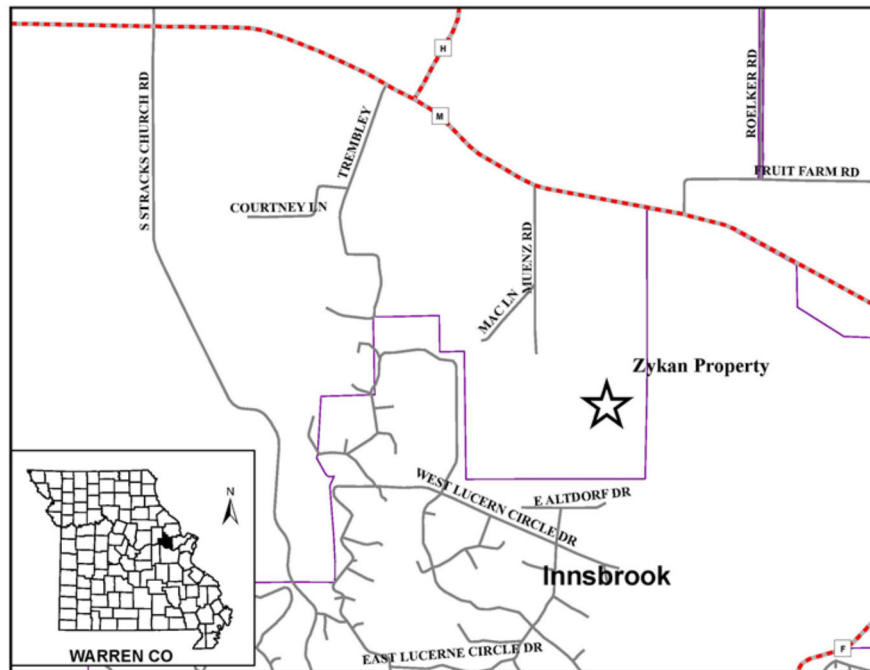 H
M
S STRACKS CHURCH RD
TREMBLEY
ROELKER RD
FRUIT FARM RD
COURTNEY LN
MUENZ RD
MAC LN
Zykan Property
WEST LUCERN CIRCLE DR
E ALTDORF DR
Innsbrook
EAST LUCERNE CIRCLE DR
F
N
WARREN CO